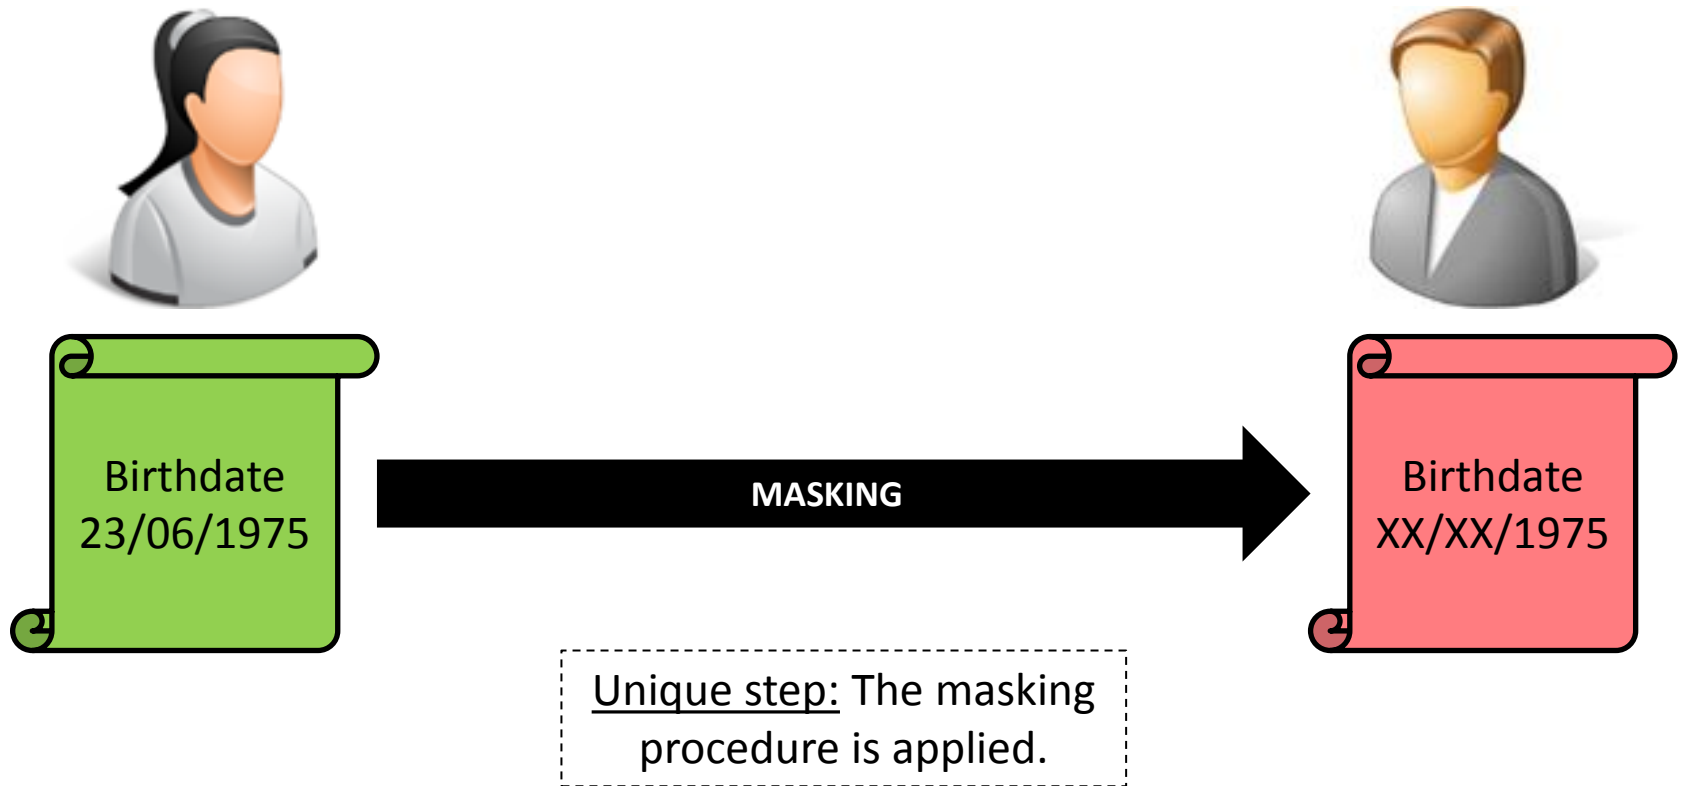 Birthdate
23/06/1975
MASKING
Birthdate
XX/XX/1975
Unique step: The masking
procedure is applied.